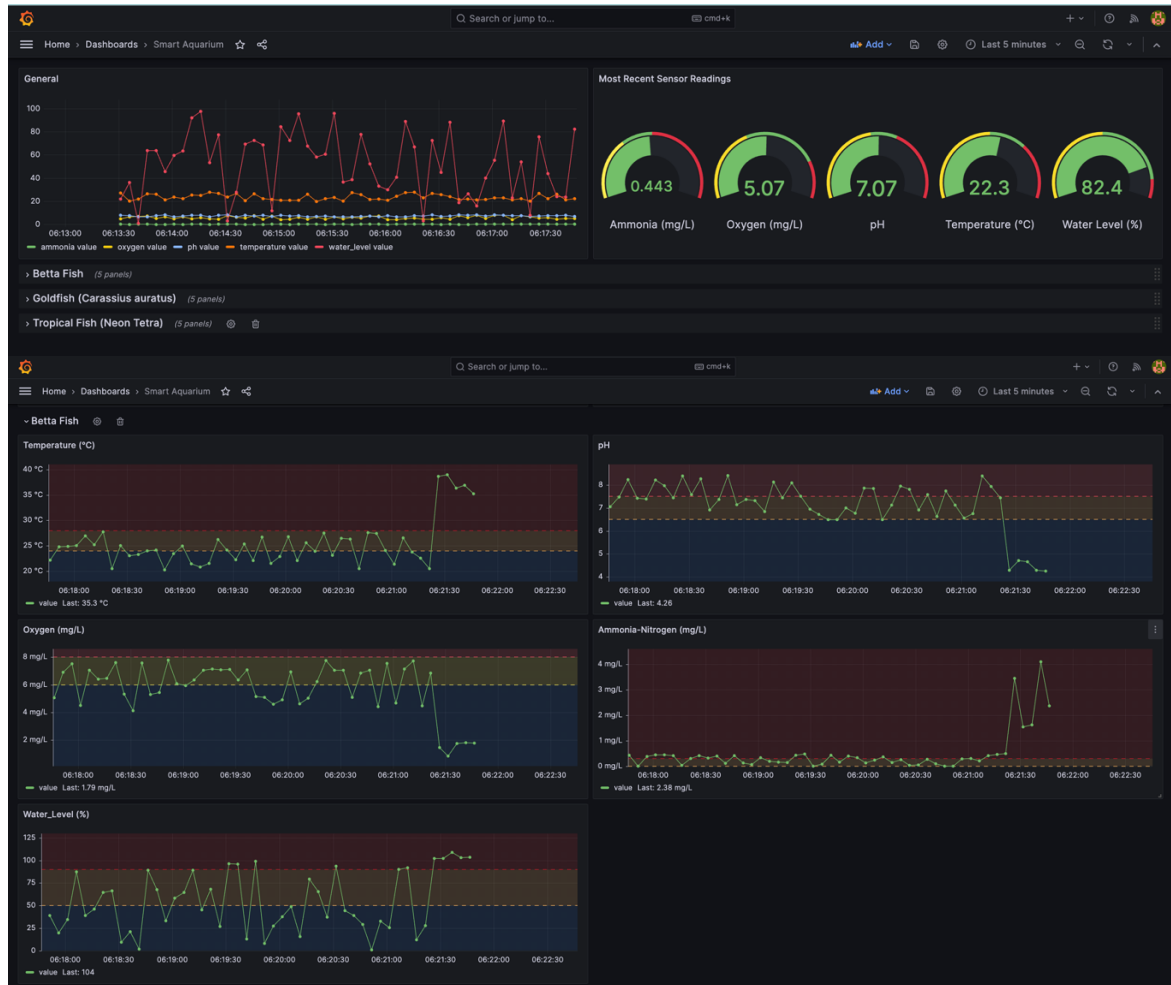 Search or jump to... cmd+k
Home › Dashboards › Smart Aquarium Add Last 5 minutes
General
100
80
60
40
20
0
06:13:00 06:13:30 06:14:00 06:14:30 06:15:00 06:15:30 06:16:00 06:16:30 06:17:00 06:17:30
ammonia value oxygen value ph value temperature value water_level value
Most Recent Sensor Readings
0.443 5.07 7.07 22.3 82.4
Ammonia (mg/L) Oxygen (mg/L) pH Temperature (°C) Water Level (%)
Betta Fish (5 panels)
Goldfish (Carassius auratus) (5 panels)
Tropical Fish (Neon Tetra) (5 panels)
Search or jump to... cmd+k
Home › Dashboards › Smart Aquarium Add Last 5 minutes
Betta Fish
Temperature (°C)
40 °C
35 °C
30 °C
25 °C
20 °C
06:18:00 06:18:30 06:19:00 06:19:30 06:20:00 06:20:30 06:21:00 06:21:30 06:22:00 06:22:30
value Last: 35.3 °C
pH
8
7
6
5
4
06:18:00 06:18:30 06:19:00 06:19:30 06:20:00 06:20:30 06:21:00 06:21:30 06:22:00 06:22:30
value Last: 4.26
Oxygen (mg/L)
8 mg/L
6 mg/L
4 mg/L
2 mg/L
06:18:00 06:18:30 06:19:00 06:19:30 06:20:00 06:20:30 06:21:00 06:21:30 06:22:00 06:22:30
value Last: 1.79 mg/L
Ammonia-Nitrogen (mg/L)
4 mg/L
3 mg/L
2 mg/L
1 mg/L
0 mg/L
06:18:00 06:18:30 06:19:00 06:19:30 06:20:00 06:20:30 06:21:00 06:21:30 06:22:00 06:22:30
value Last: 2.38 mg/L
Water_Level (%)
125
100
75
50
25
0
06:18:00 06:18:30 06:19:00 06:19:30 06:20:00 06:20:30 06:21:00 06:21:30 06:22:00 06:22:30
value Last: 104